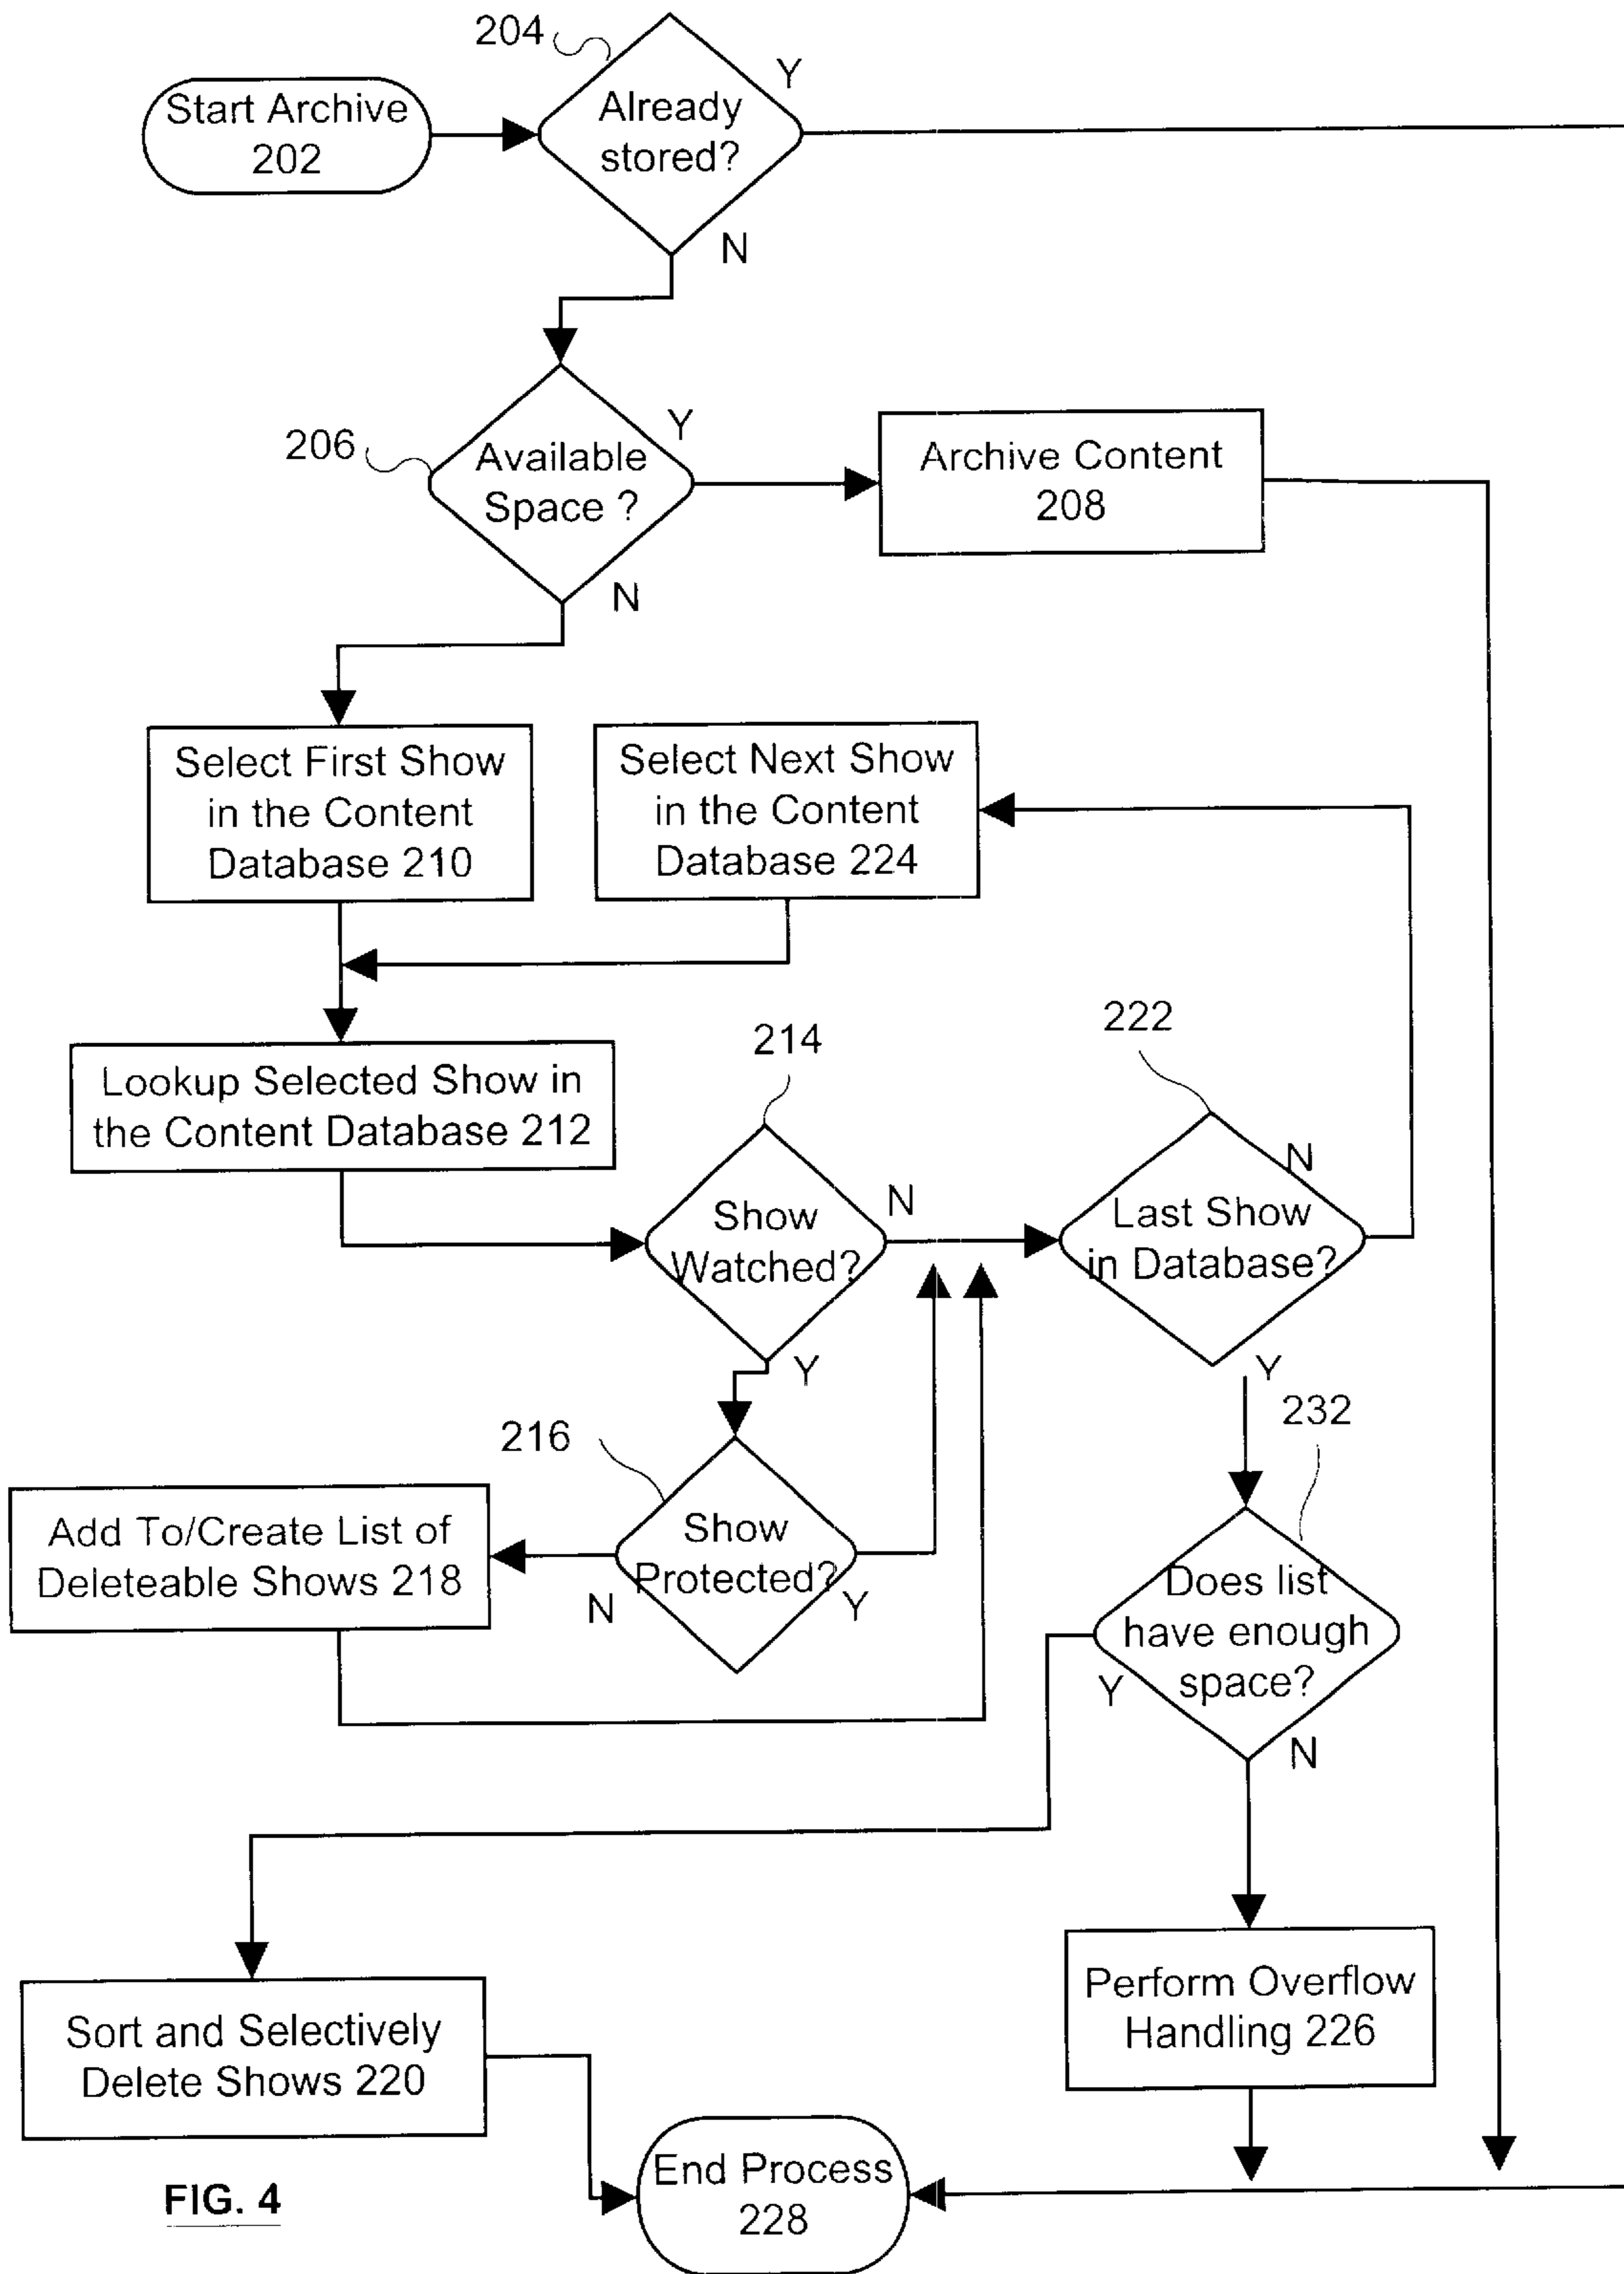 204
Y
Start Archive
202
Already
stored?
N
206
Available
Space ?
Y
Archive Content
208
N
Select First Show
in the Content
Database 210
Select Next Show
in the Content
Database 224
Lookup Selected Show in
the Content Database 212
214
222
Show
Watched?
N
Last Show
in Database?
N
Y
Y
216
232
Add To/Create List of
Deleteable Shows 218
Show
Protected?
N
Y
Does list
have enough
space?
Y
N
Sort and Selectively
Delete Shows 220
Perform Overflow
Handling 226
End Process
228
FIG. 4